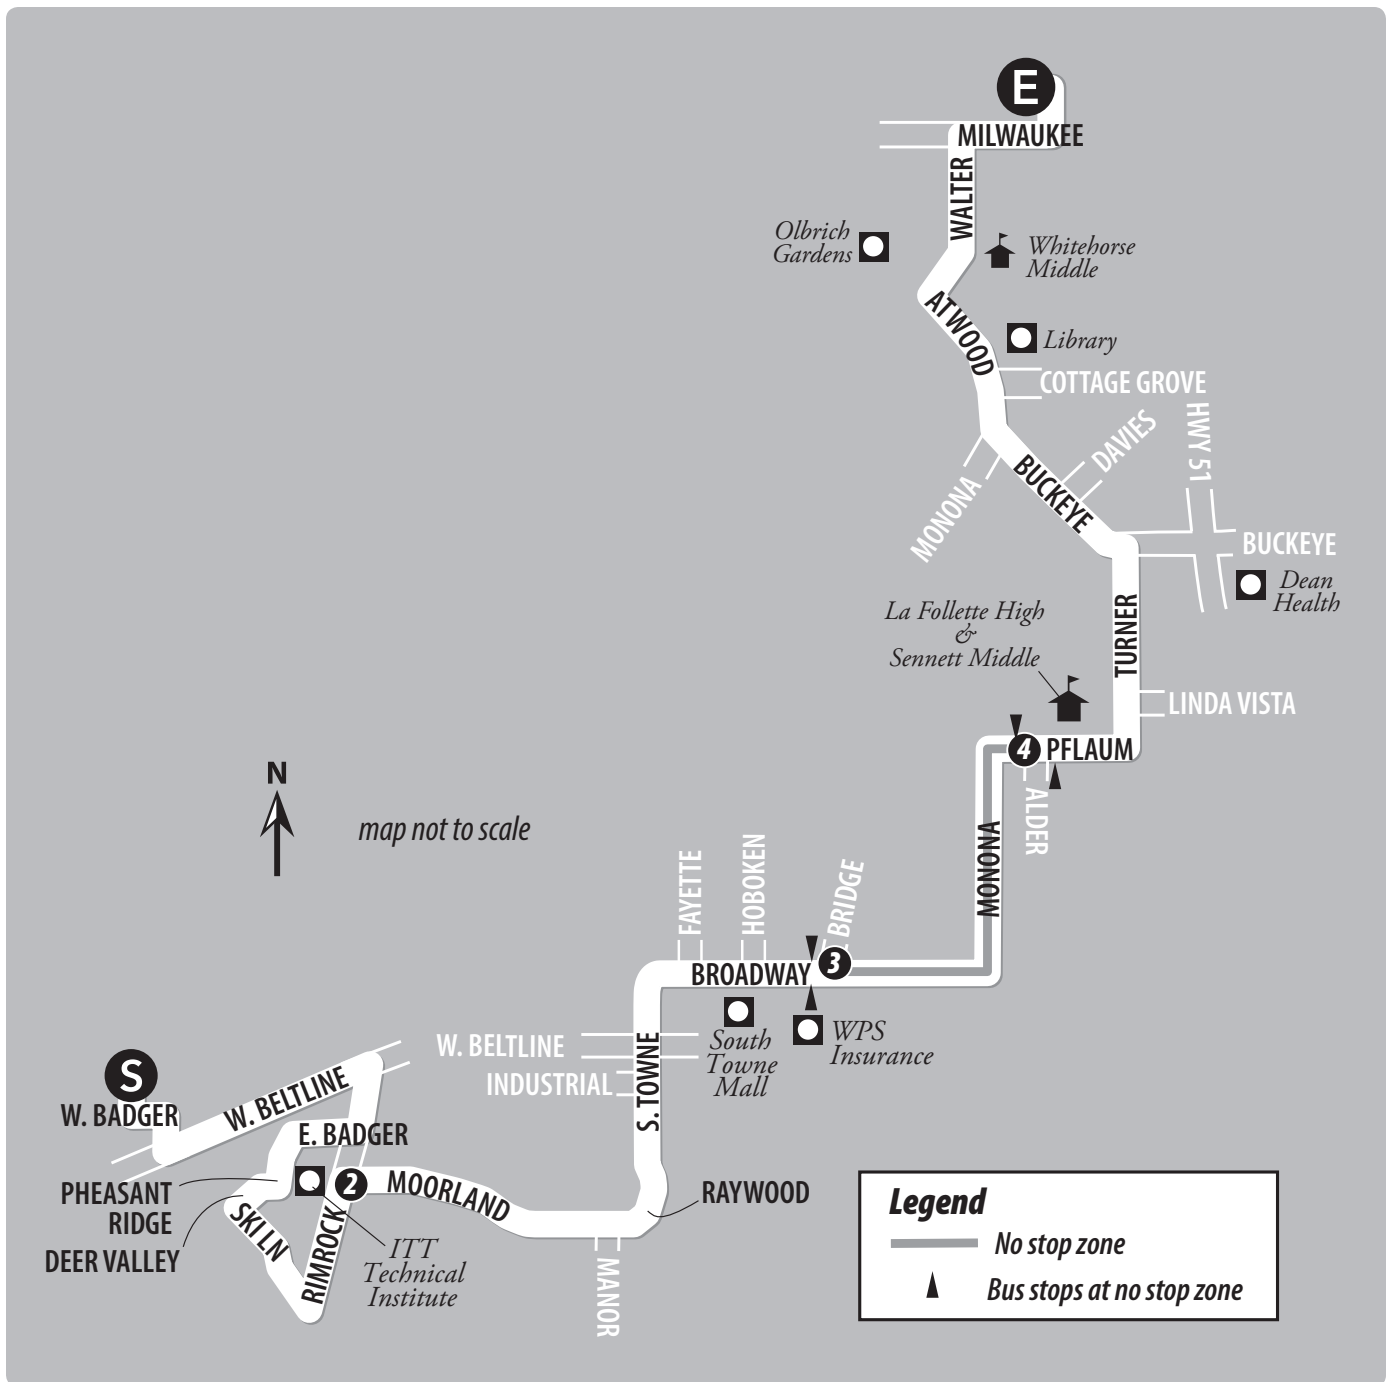 E
MILWAUKEE
WALTER
Olbrich
Gardens
Whitehorse
Middle
ATWOOD
Library
COTTAGE GROVE
HWY 51
DAVIES
BUCKEYE
MONONA
BUCKEYE
Dean
Health
La Follette High
&
Sennett Middle
TURNER
LINDA VISTA
4
PFLAUM
ALDER
N
map not to scale
MONONA
FAYETTE
HOBOKEN
BRIDGE
BROADWAY
3
South
Towne
Mall
WPS
Insurance
W. BELTLINE
INDUSTRIAL
S. TOWNE
S
W. BADGER
W. BELTLINE
E. BADGER
PHEASANT
RIDGE
DEER VALLEY
SKI LN
RIMROCK
2
MOORLAND
RAYWOOD
ITT
Technical
Institute
MANOR
Legend
No stop zone
Bus stops at no stop zone